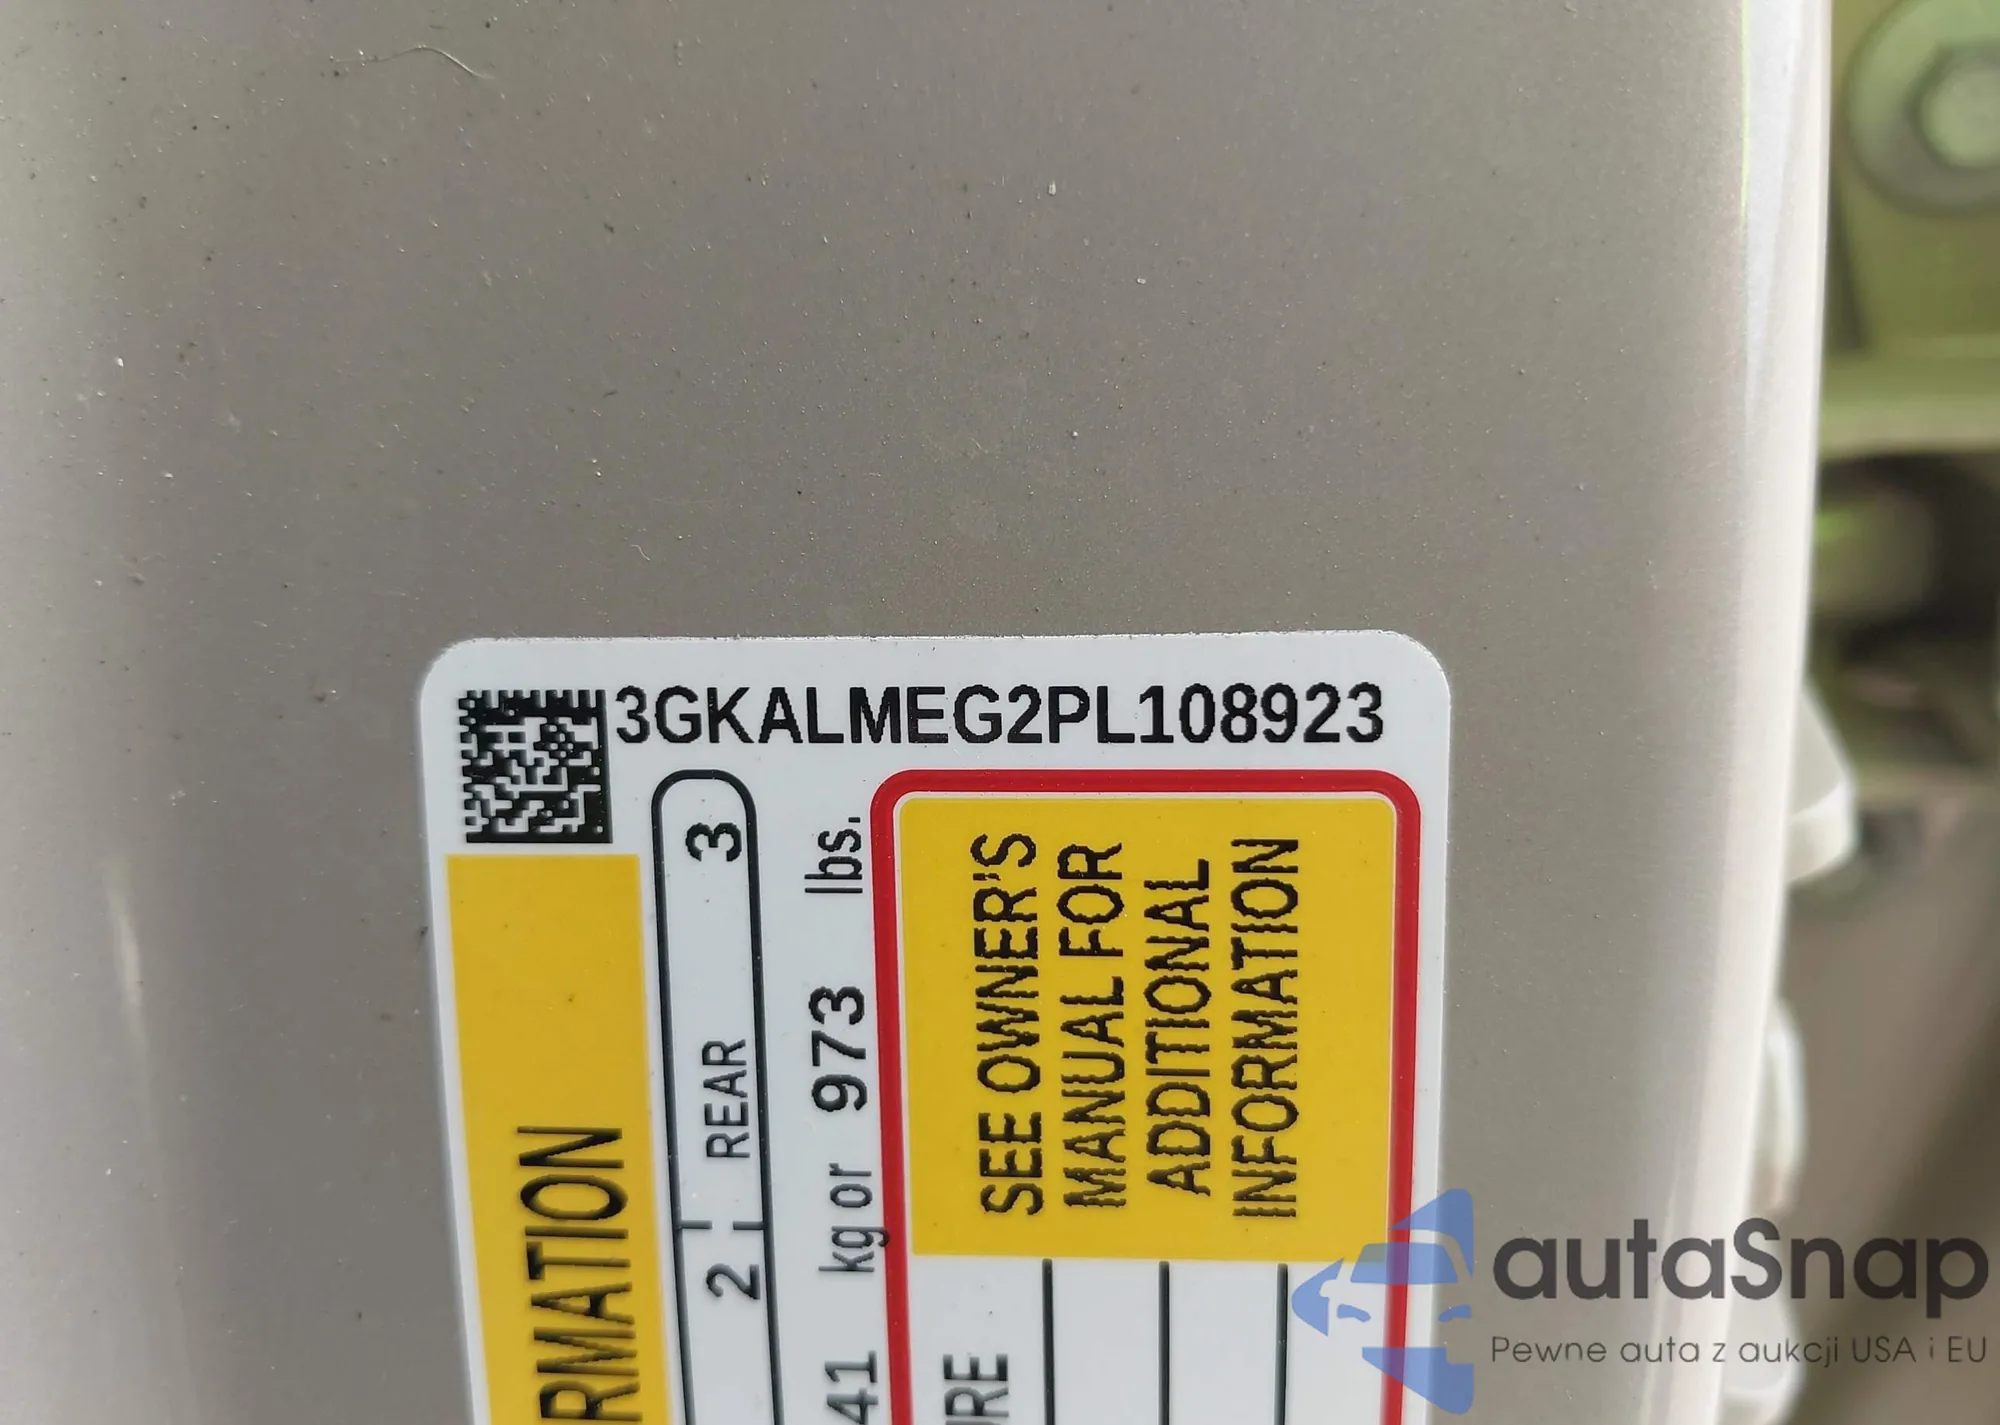 3GKALMEG2PL108923
RMATION
2 REAR 3
41 kg or 973 lbs.
SEE OWNER'S
MANUAL FOR
ADDITIONAL
INFORMATION
URE
autaSnap
Pewne auta z aukcji USA i EU